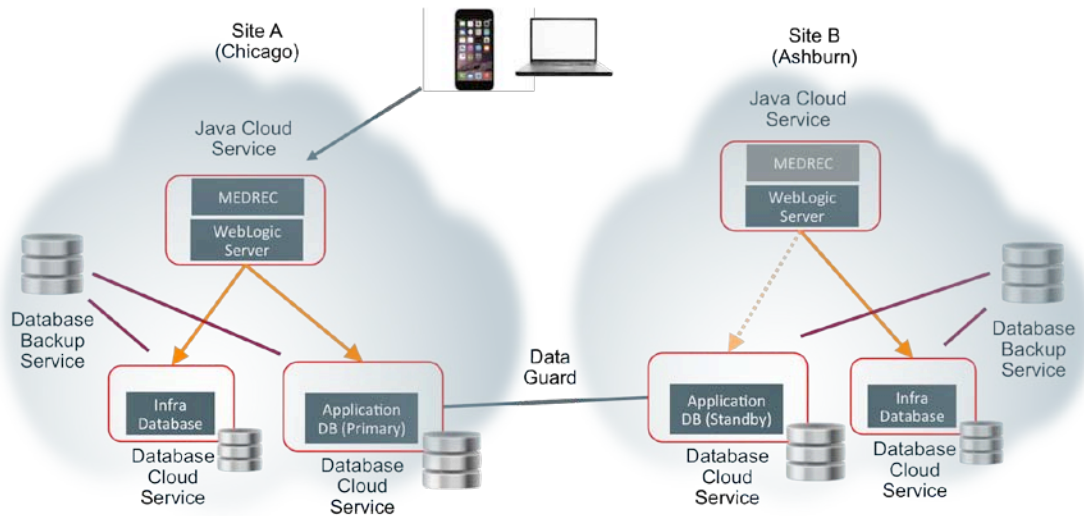 Site A
(Chicago)
Java Cloud
Service
MEDREC
WebLogic
Server
Database
Backup
Service
Infra
Database
Database
Cloud
Service
Application
DB (Primary)
Database
Cloud
Service
Data
Guard
Site B
(Ashburn)
Java Cloud
Service
MEDREC
WebLogic
Server
Database
Backup
Service
Application
DB (Standby)
Database
Cloud
Service
Infra
Database
Database
Cloud
Service